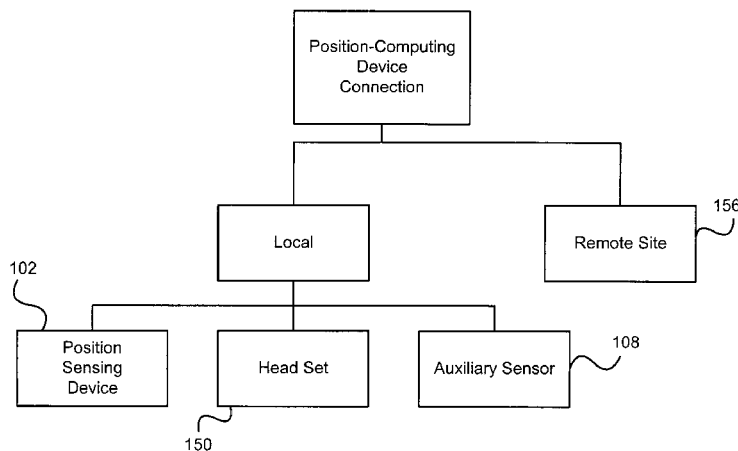 Position-Computing
Device
Connection
Local
Remote Site
156
102
Position
Sensing
Device
Head Set
Auxiliary Sensor
108
150